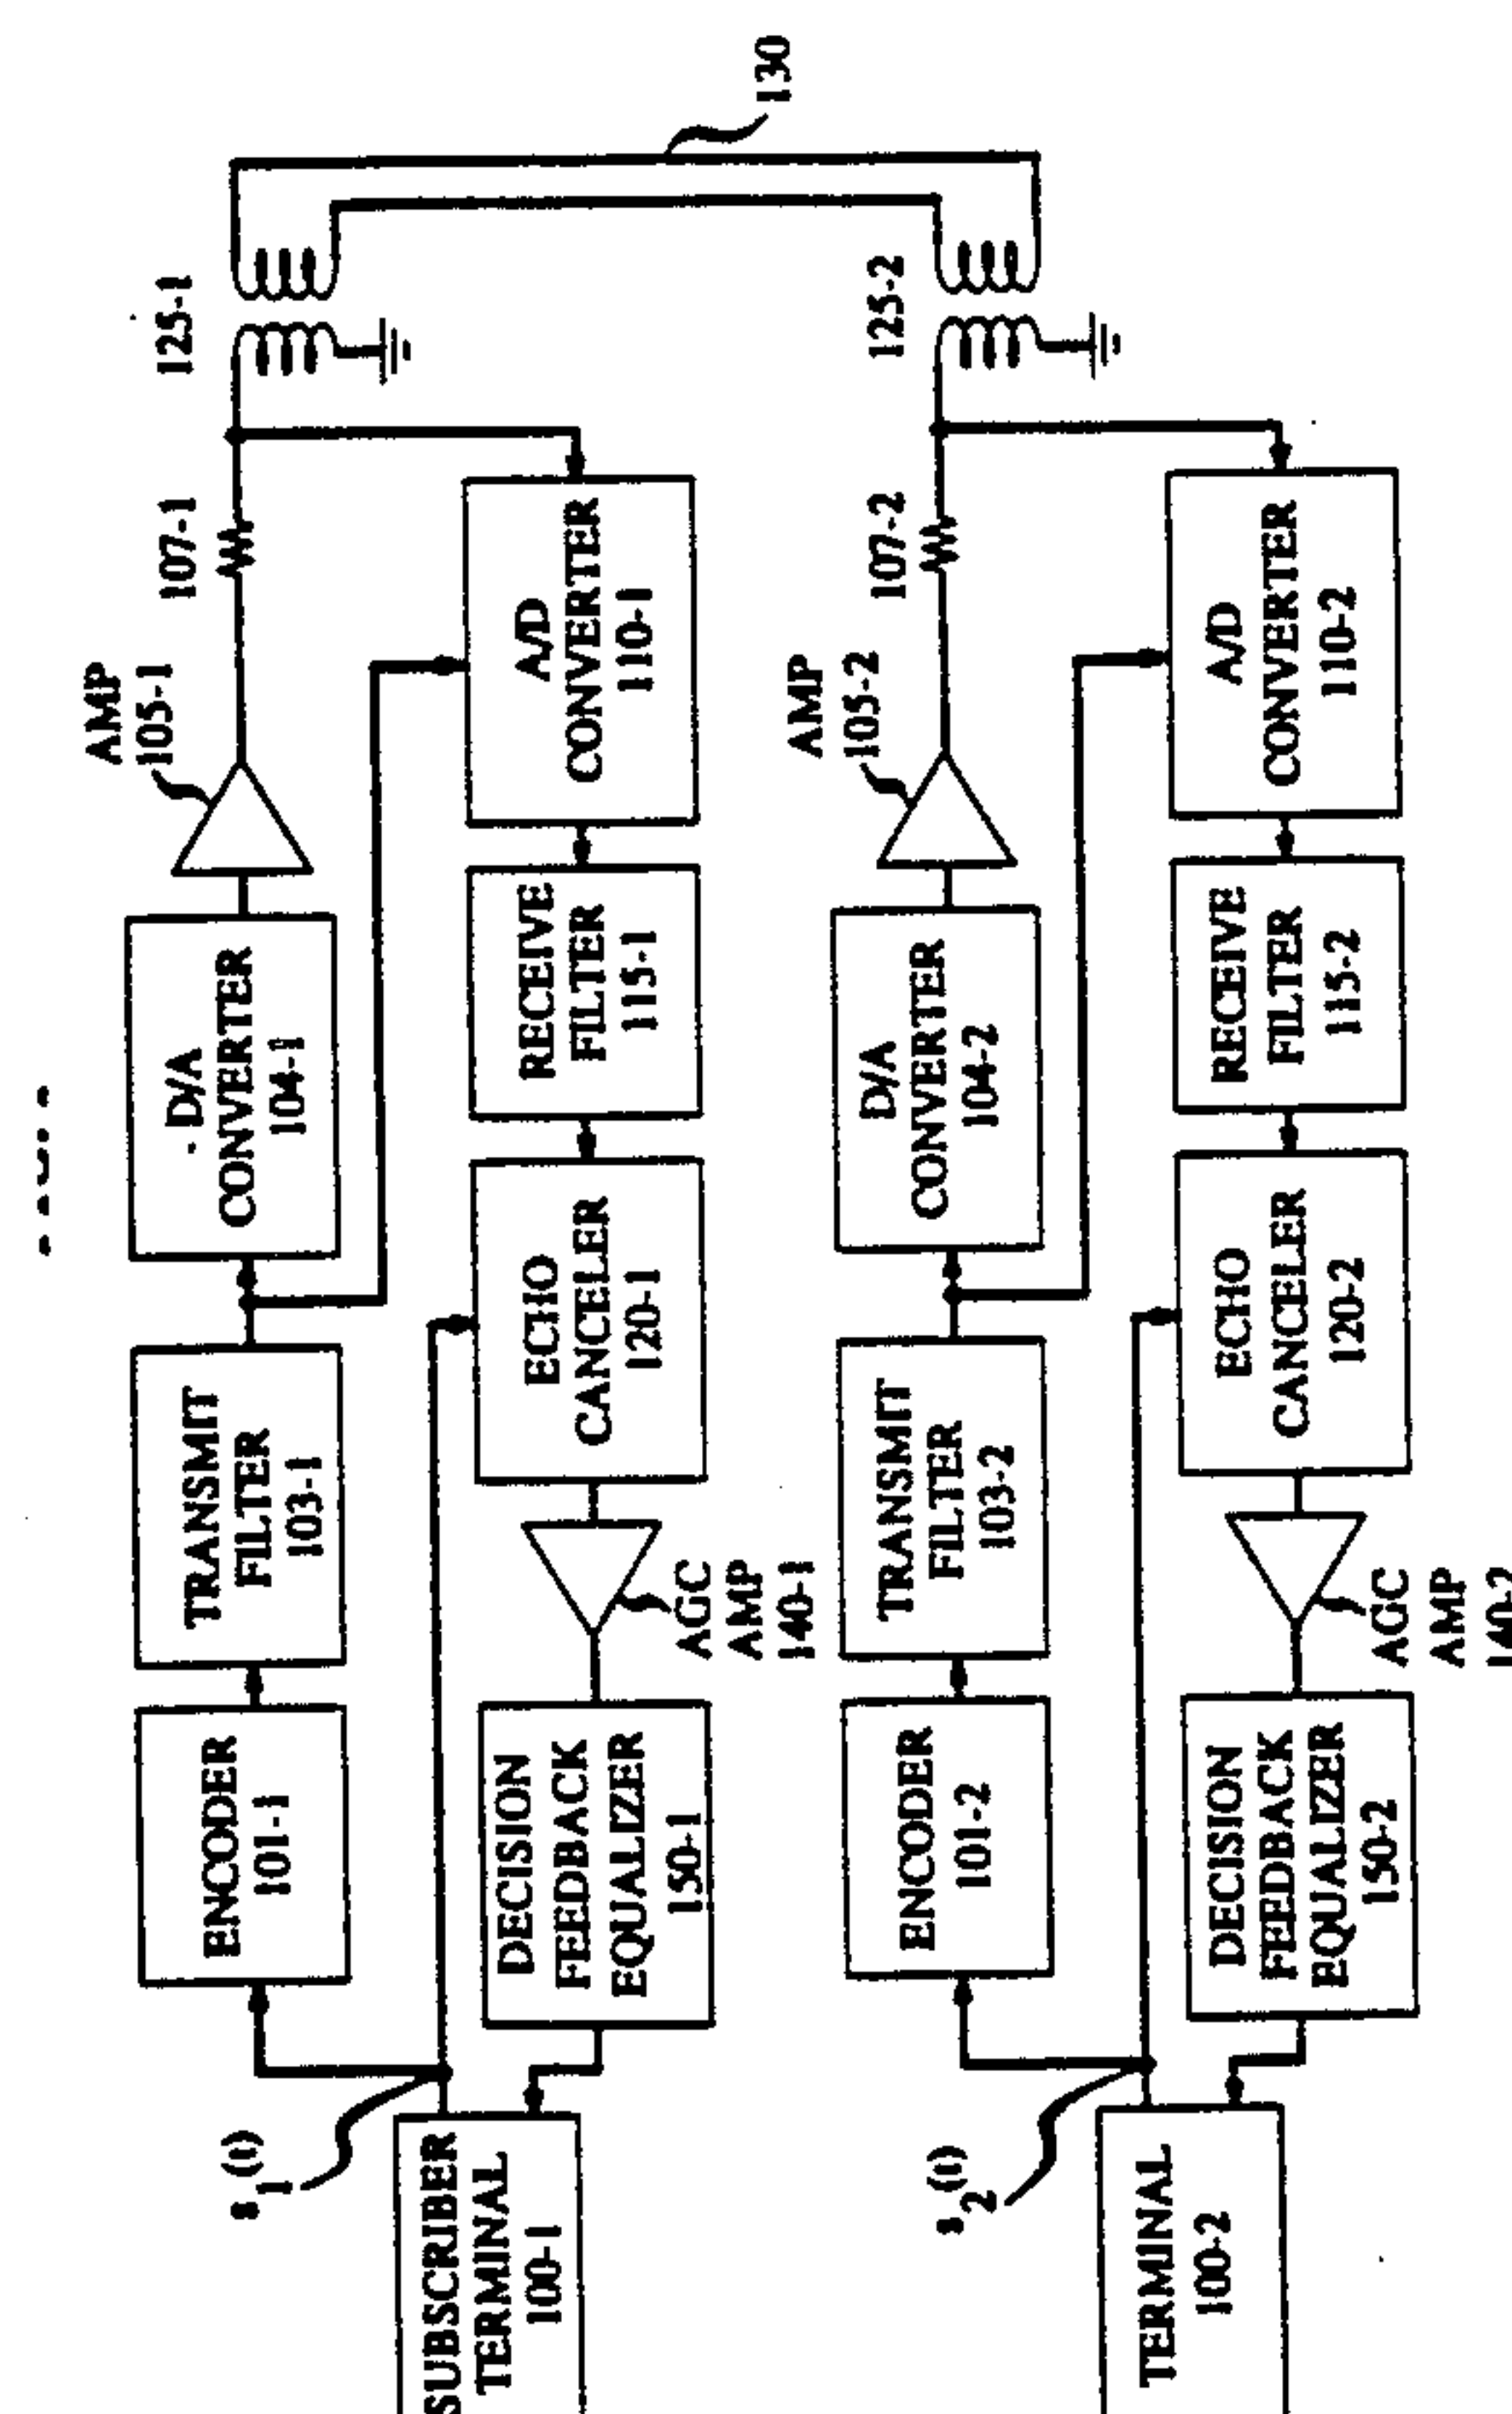 SUBSCRIBER
TERMINAL
100-1
s1(t)
ENCODER
101-1
TRANSMIT
FILTER
103-1
D/A
CONVERTER
104-1
AMP
105-1
107-1
125-1
130
DECISION
FEEDBACK
EQUALIZER
150-1
AGC
AMP
140-1
ECHO
CANCELER
120-1
RECEIVE
FILTER
115-1
A/D
CONVERTER
110-1
TERMINAL
100-2
s2(t)
ENCODER
101-2
TRANSMIT
FILTER
103-2
D/A
CONVERTER
104-2
AMP
105-2
107-2
125-2
DECISION
FEEDBACK
EQUALIZER
150-2
AGC
AMP
140-2
ECHO
CANCELER
120-2
RECEIVE
FILTER
115-2
A/D
CONVERTER
110-2